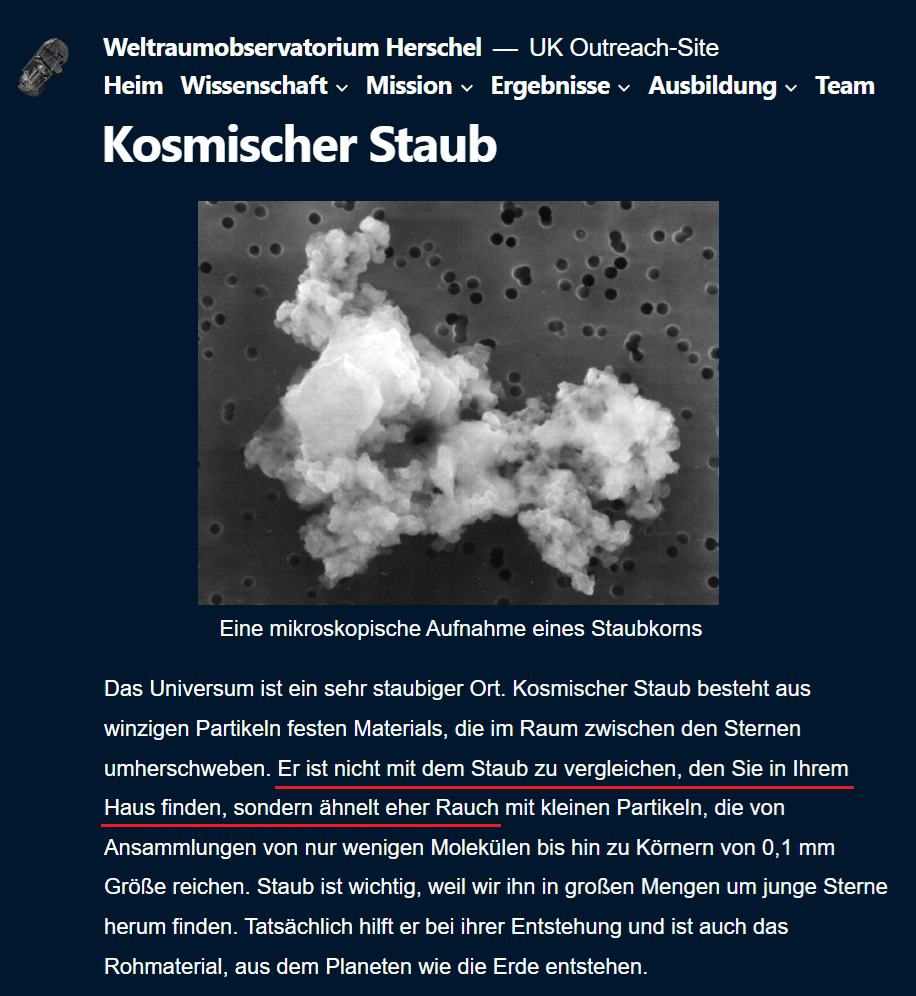 Weltraumobservatorium Herschel — UK Outreach-Site
Heim Wissenschaft Mission Ergebnisse Ausbildung Team
Kosmischer Staub
Eine mikroskopische Aufnahme eines Staubkorns
Das Universum ist ein sehr staubiger Ort. Kosmischer Staub besteht aus
winzigen Partikeln festen Materials, die im Raum zwischen den Sternen
umherschweben. Er ist nicht mit dem Staub zu vergleichen, den Sie in Ihrem
Haus finden, sondern ähnelt eher Rauch mit kleinen Partikeln, die von
Ansammlungen von nur wenigen Molekülen bis hin zu Körnern von 0,1 mm
Größe reichen. Staub ist wichtig, weil wir ihn in großen Mengen um junge Sterne
herum finden. Tatsächlich hilft er bei ihrer Entstehung und ist auch das
Rohmaterial, aus dem Planeten wie die Erde entstehen.